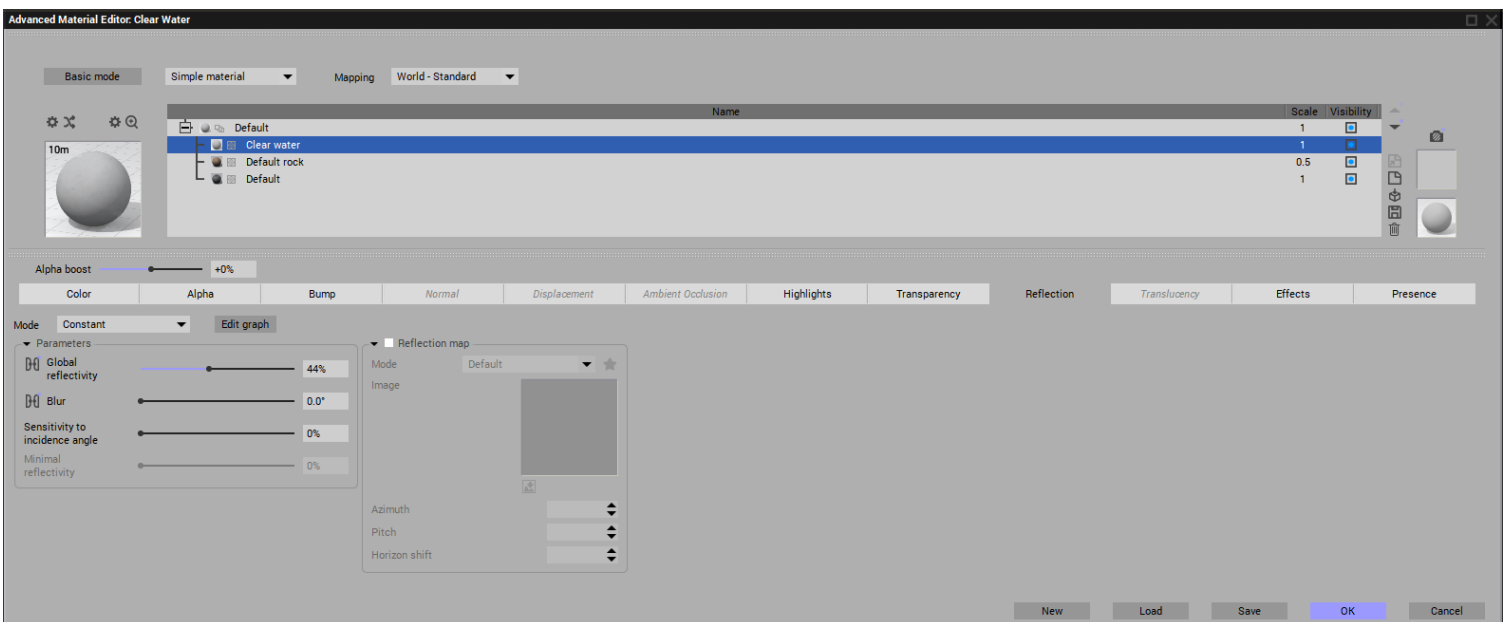 Advanced Material Editor: Clear Water
Basic mode Simple material Mapping World - Standard
Name Scale Visibility
Default 1
10m
Clear water 1
Default rock 0.5
Default 1
Alpha boost +0%
Color Alpha Bump Normal Displacement Ambient Occlusion Highlights Transparency Reflection Translucency Effects Presence
Mode Constant Edit graph
Parameters
Global
reflectivity
44%
Blur 0.0°
Sensitivity to
incidence angle
0%
Minimal
reflectivity
0%
Reflection map
Mode Default
Image
Azimuth
Pitch
Horizon shift
New Load Save OK Cancel